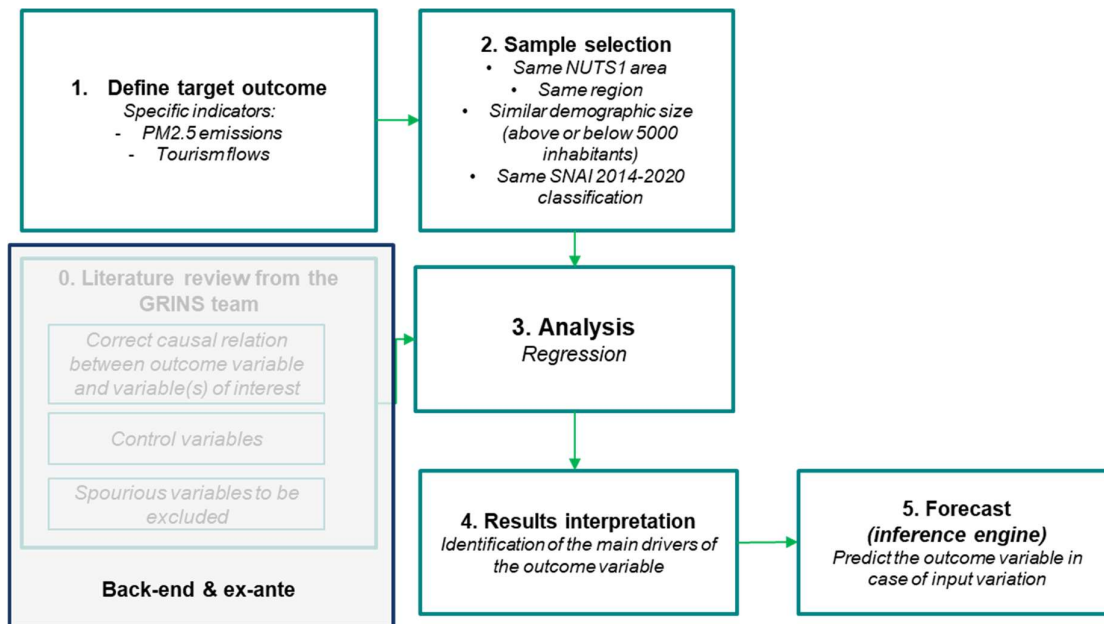 1. Define target outcome
Specific indicators:
- PM2.5 emissions
- Tourism flows
2. Sample selection
• Same NUTS1 area
• Same region
• Similar demographic size
(above or below 5000
inhabitants)
• Same SNAI 2014-2020
classification
0. Literature review from the
GRINS team
Correct causal relation
between outcome variable
and variable(s) of interest
Control variables
Spourious variables to be
excluded
Back-end & ex-ante
3. Analysis
Regression
4. Results interpretation
Identification of the main drivers of
the outcome variable
5. Forecast
(inference engine)
Predict the outcome variable in
case of input variation